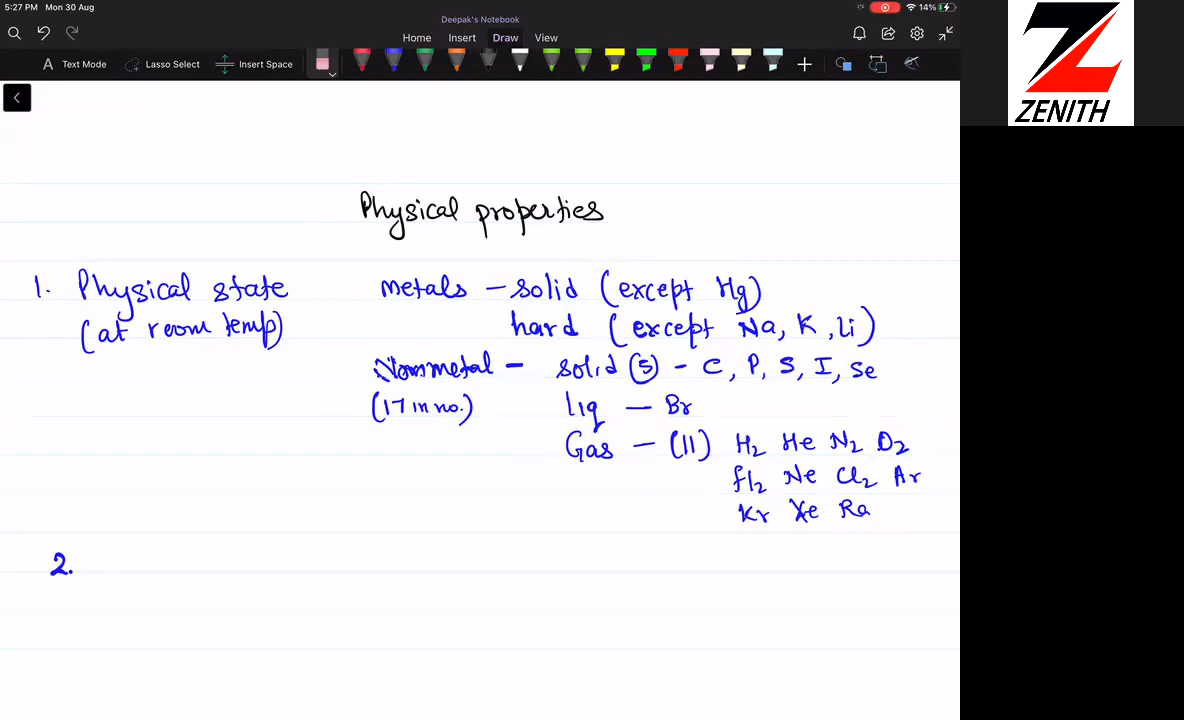 5:27 PM Mon 30 Aug
14%
Deepak's Notebook
Home Insert Draw View
Text Mode Lasso Select Insert Space
ZENITH
Physical properties
1. Physical state metals – solid (except Hg)
(at room temp) hard (except Na, K, Li)
Nonmetal – solid (5) – C, P, S, I, Se
(17 in no.) liq – Br
Gas – (11) H₂ He N₂ O₂
Fl₂ Ne Cl₂ Ar
Kr Xe Ra
2.